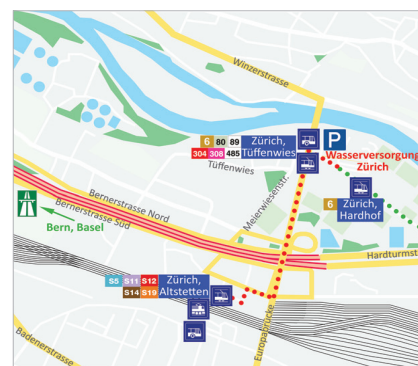 Winzerstrasse
6 80 89 Zürich,
304 308 485 Tüffenwies
P
Tüffenwies
Wasserversorgung
Zürich
Meierwiesenstr.
6 Zürich,
Hardhof
Bernerstrasse Nord
Bernerstrasse Süd
Bern, Basel
Hardturmst
S5 S11 S12 Zürich,
S14 S19 Altstetten
Europabrücke
Badenerstrasse